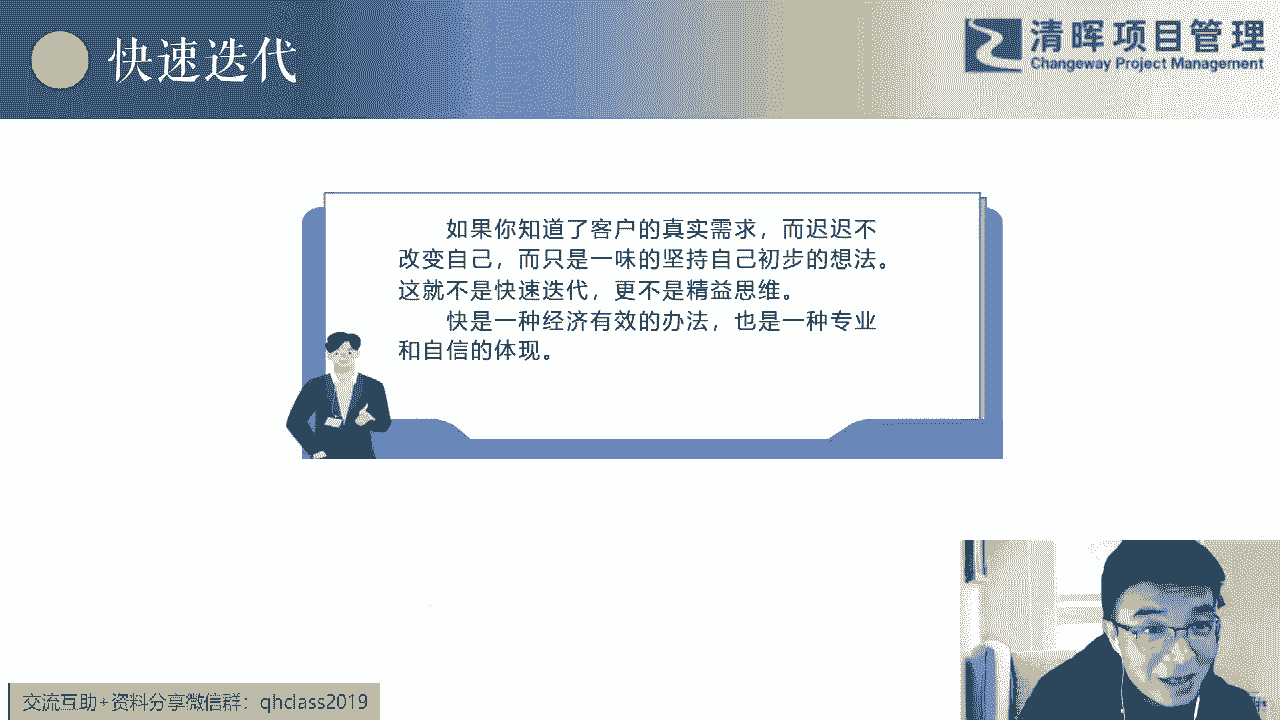 快速迭代
清晖项目管理
Changeway Project Management
如果你知道了客户的真实需求，而迟迟不
改变自己，而只是一味的坚持自己初步的想法。
这就不是快速迭代，更不是精益思维。
快是一种经济有效的办法，也是一种专业
和自信的体现。
交流互助+资料分享微信群：qhclass2019